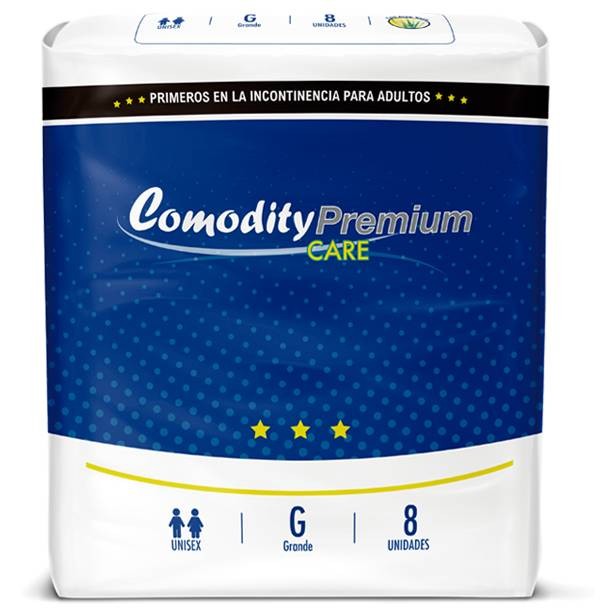 UNISEX
G
Grande
8
UNIDADES
PRIMEROS EN LA INCONTINENCIA PARA ADULTOS
Comodity Premium
CARE
UNISEX
G
Grande
8
UNIDADES